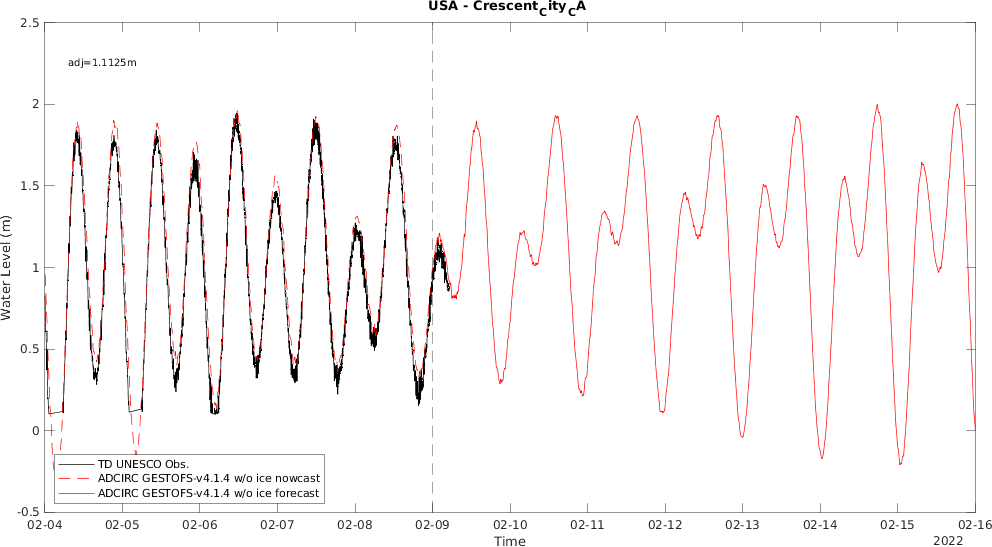 USA - Crescent_City_CA
2.5
adj=1.1125m
2
1.5
1
0.5
0
-0.5
Water Level (m)
TD UNESCO Obs.
ADCIRC GESTOFS-v4.1.4 w/o ice nowcast
ADCIRC GESTOFS-v4.1.4 w/o ice forecast
02-04 02-05 02-06 02-07 02-08 02-09 02-10 02-11 02-12 02-13 02-14 02-15 02-16
Time
2022